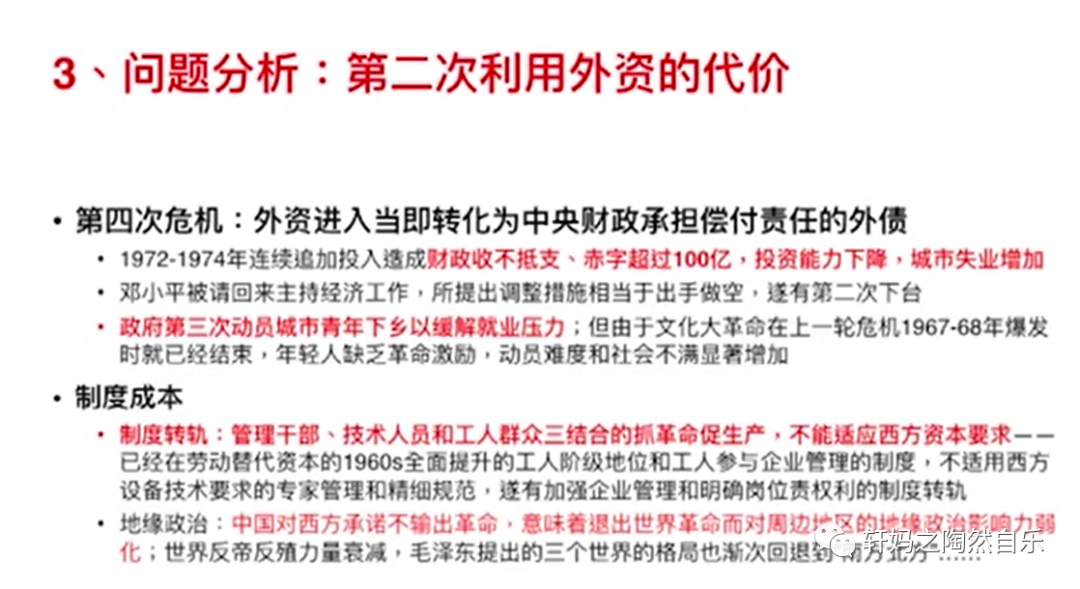 3、问题分析：第二次利用外资的代价
• 第四次危机：外资进入当即转化为中央财政承担偿付责任的外债
• 1972-1974年连续追加投入造成财政收不抵支、赤字超过100亿，投资能力下降，城市失业增加
• 邓小平被请回来主持经济工作，所提出调整措施相当于出手做空，遂有第二次下台
• 政府第三次动员城市青年下乡以缓解就业压力；但由于文化大革命在上一轮危机1967-68年爆发
时就已经结束，年轻人缺乏革命激励，动员难度和社会不满显著增加
• 制度成本
• 制度转轨：管理干部、技术人员和工人群众三结合的抓革命促生产，不能适应西方资本要求——
已经在劳动替代资本的1960s全面提升的工人阶级地位和工人参与企业管理的制度，不适用西方
设备技术要求的专家管理和精细规范，遂有加强企业管理和明确岗位责权利的制度转轨
• 地缘政治：中国对西方承诺不输出革命，意味着退出世界革命而对周边地区的地缘政治影响力弱
化；世界反帝反殖力量衰减，毛泽东提出的三个世界的格局也渐次回退到 南方北方 ……
轩妈之陶然自乐